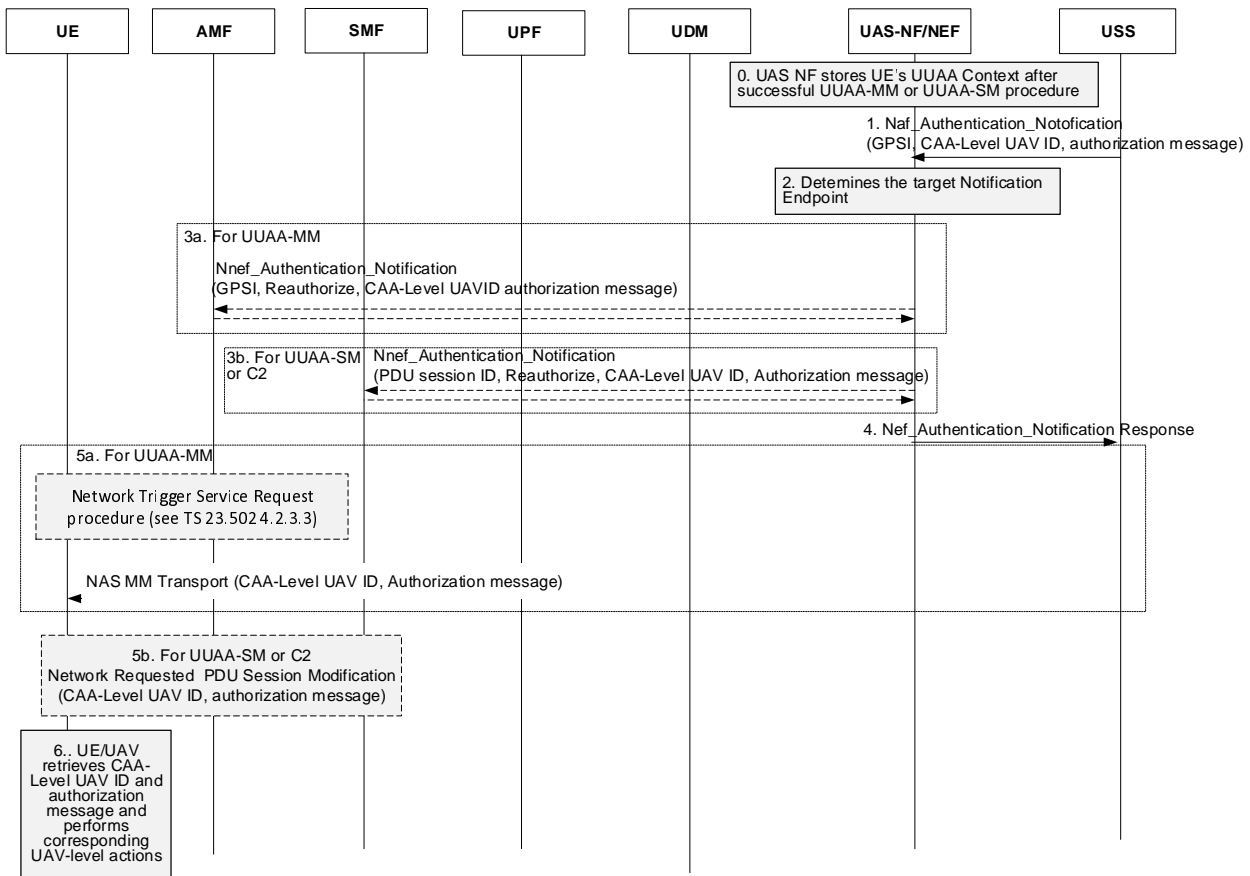 UE
AMF
SMF
UPF
UDM
UAS-NF/NEF
USS
0. UAS NF stores UE's UUAA Context after
successful UUAA-MM or UUAA-SM procedure
1. Naf_Authentication_Notofication
(GPSI, CAA-Level UAV ID, authorization message)
2. Detemines the target Notification
Endpoint
3a. For UUAA-MM
Nnef_Authentication_Notification
(GPSI, Reauthorize, CAA-Level UAVID authorization message)
3b. For UUAA-SM
or C2
Nnef_Authentication_Notification
(PDU session ID, Reauthorize, CAA-Level UAV ID, Authorization message)
4. Nef_Authentication_Notification Response
5a. For UUAA-MM
Network Trigger Service Request
procedure (see TS 23.502 4.2.3.3)
NAS MM Transport (CAA-Level UAV ID, Authorization message)
5b. For UUAA-SM or C2
Network Requested PDU Session Modification
(CAA-Level UAV ID, authorization message)
6.. UE/UAV
retrieves CAA-
Level UAV ID and
authorization
message and
performs
corresponding
UAV-level actions